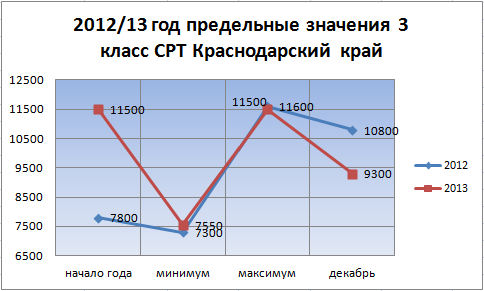 2012/13 год предельные значения 3
класс СРТ Краснодарский край
12500
11500
10500
9500
8500
7500
6500
11500
7800
7550
7300
11500
11600
10800
9300
начало года
минимум
максимум
декабрь
2012
2013